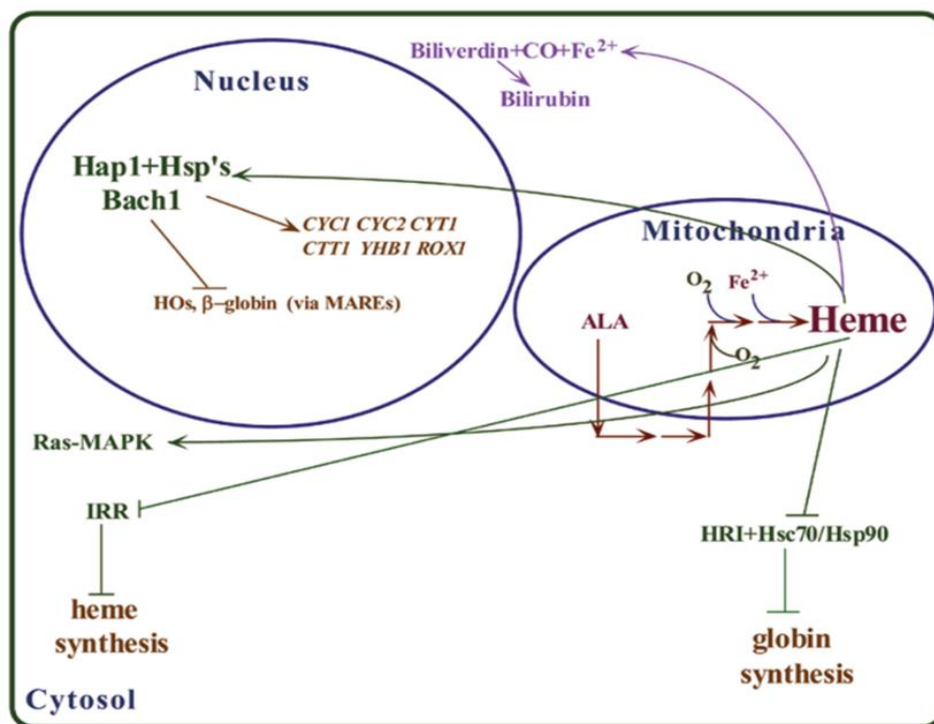 Biliverdin+CO+Fe2+
Bilirubin
Nucleus
Hap1+Hsp's
Bach1
CYC1 CYC2 CYT1
CTT1 YHB1 ROX1
HOs, β–globin (via MAREs)
Mitochondria
O2
Fe2+
ALA
Heme
O2
Ras-MAPK
IRR
HRI+Hsc70/Hsp90
heme
synthesis
globin
synthesis
Cytosol